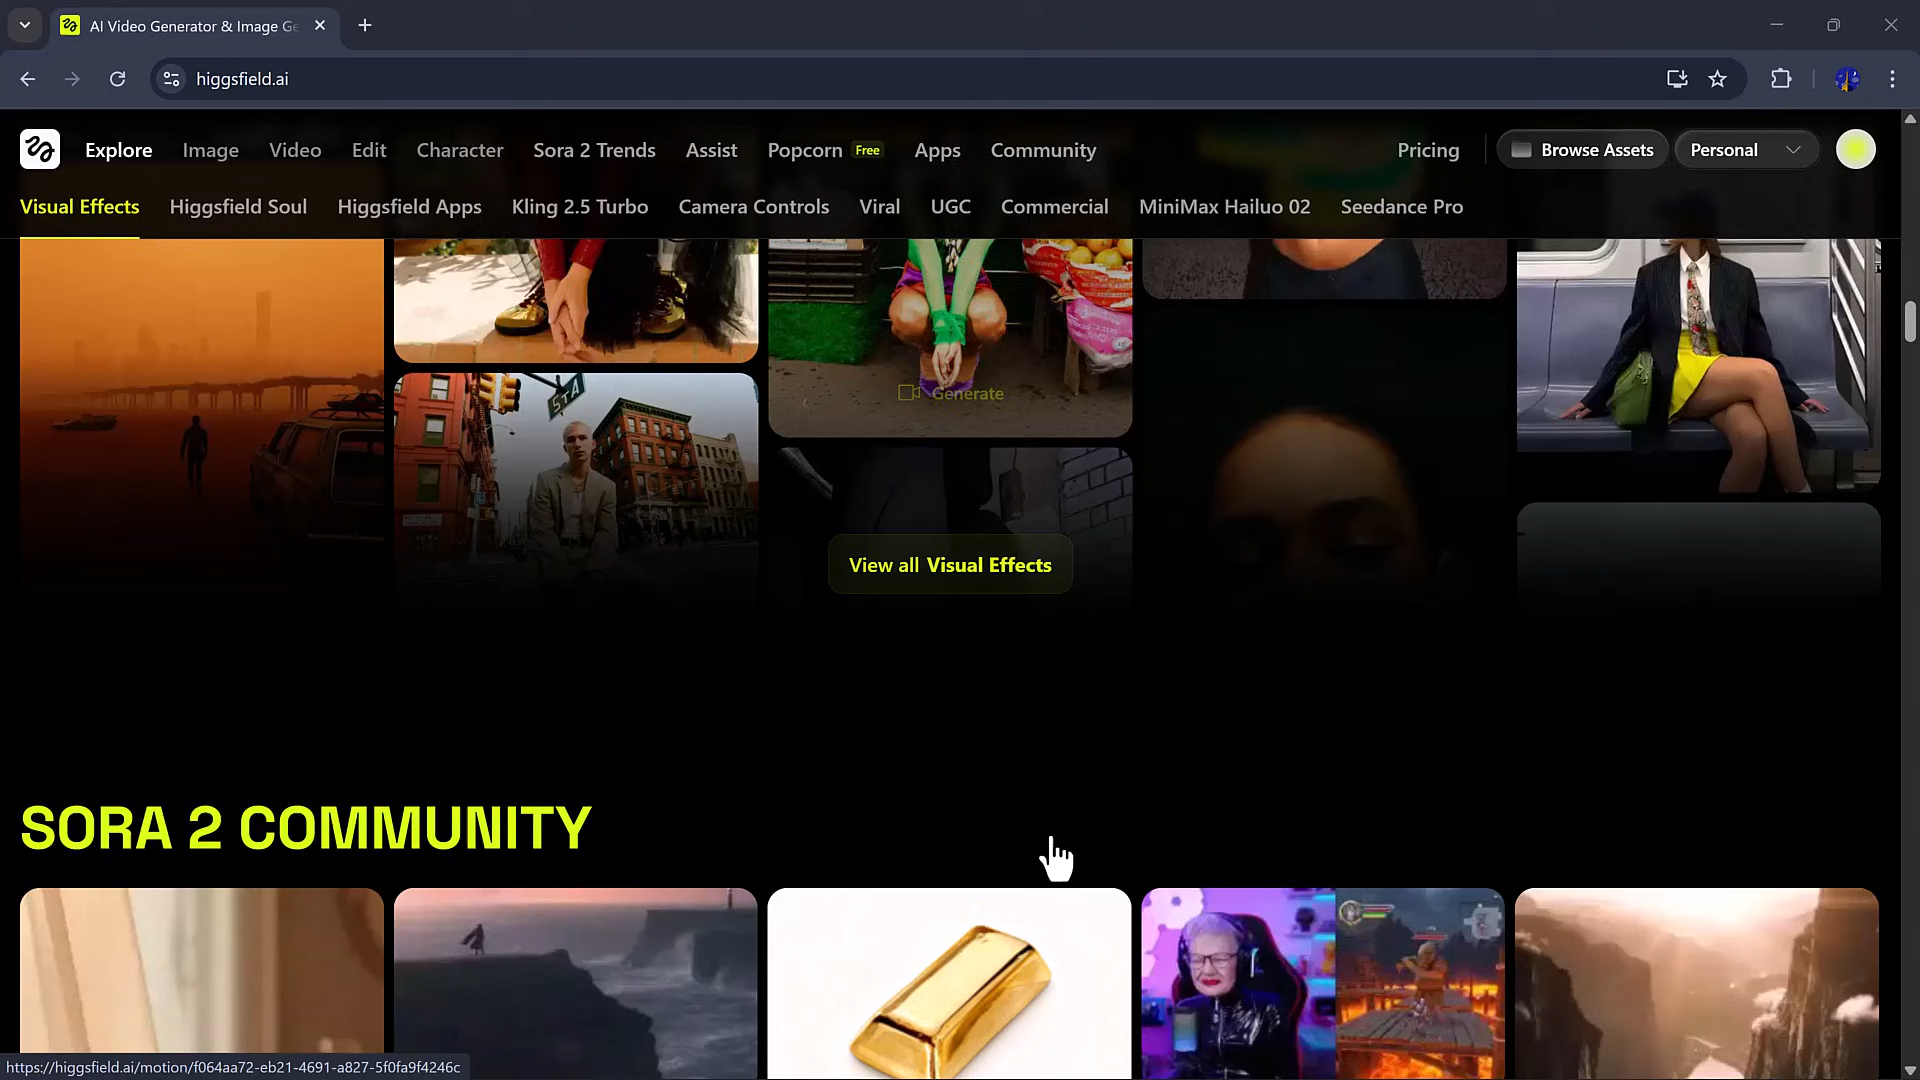 AI Video Generator & Image Ge
higgsfield.ai
Explore
Image
Video
Edit
Character
Sora 2 Trends
Assist
Popcorn Free
Apps
Community
Pricing
Browse Assets
Personal
Visual Effects
Higgsfield Soul
Higgsfield Apps
Kling 2.5 Turbo
Camera Controls
Viral
UGC
Commercial
MiniMax Hailuo 02
Seedance Pro
5TA
Generate
View all Visual Effects
SORA 2 COMMUNITY
https://higgsfield.ai/motion/f064aa72-eb21-4691-a827-5f0fa9f4246c